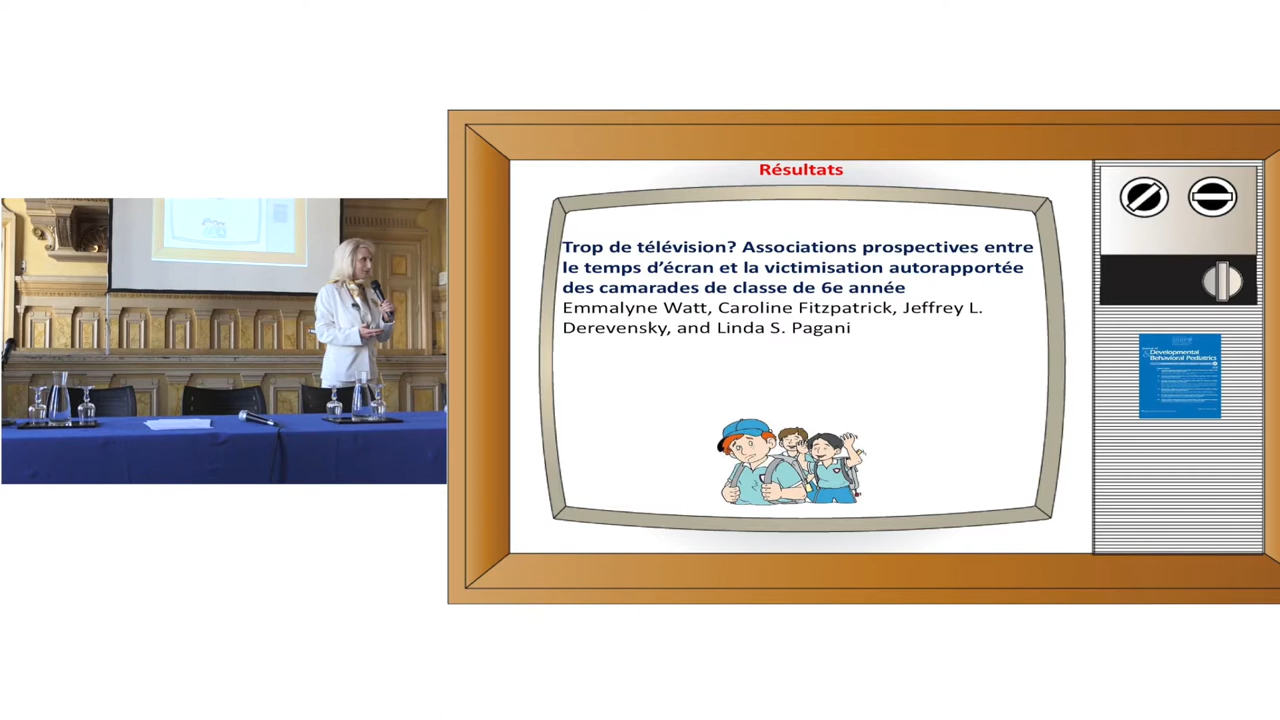 Résultats
Trop de télévision? Associations prospectives entre
le temps d’écran et la victimisation autorapportée
des camarades de classe de 6e année
Emmalyne Watt, Caroline Fitzpatrick, Jeffrey L.
Derevensky, and Linda S. Pagani
Developmental
Behavioral Pediatrics